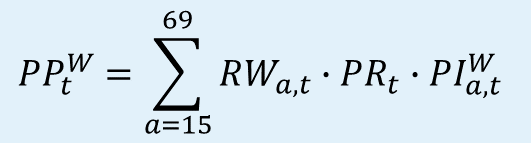 $PP_t^W = \sum_{a=15}^{69} RW_{a,t} \cdot PR_t \cdot PI_{a,t}^W$